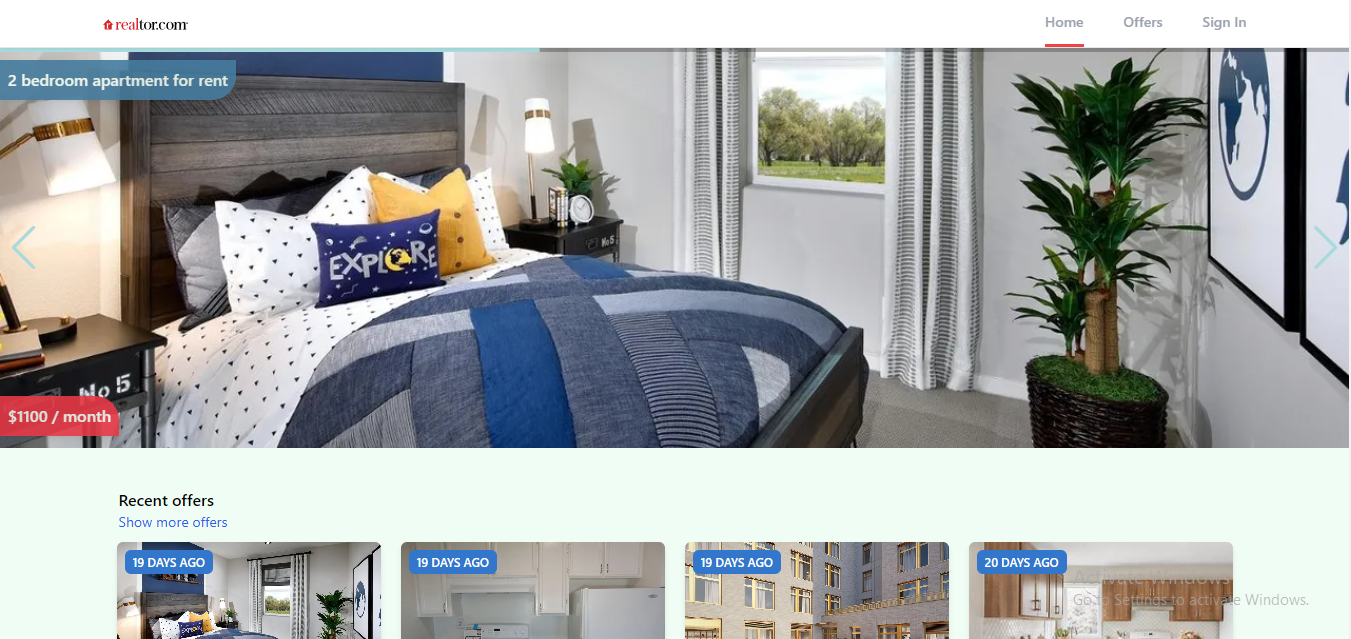 realtor.com
Home
Offers
Sign In
2 bedroom apartment for rent
EXPLORE
No 5
No 5
$1100 / month
Recent offers
Show more offers
19 DAYS AGO
19 DAYS AGO
19 DAYS AGO
20 DAYS AGO
Activate Windows
Go to Settings to activate Windows.